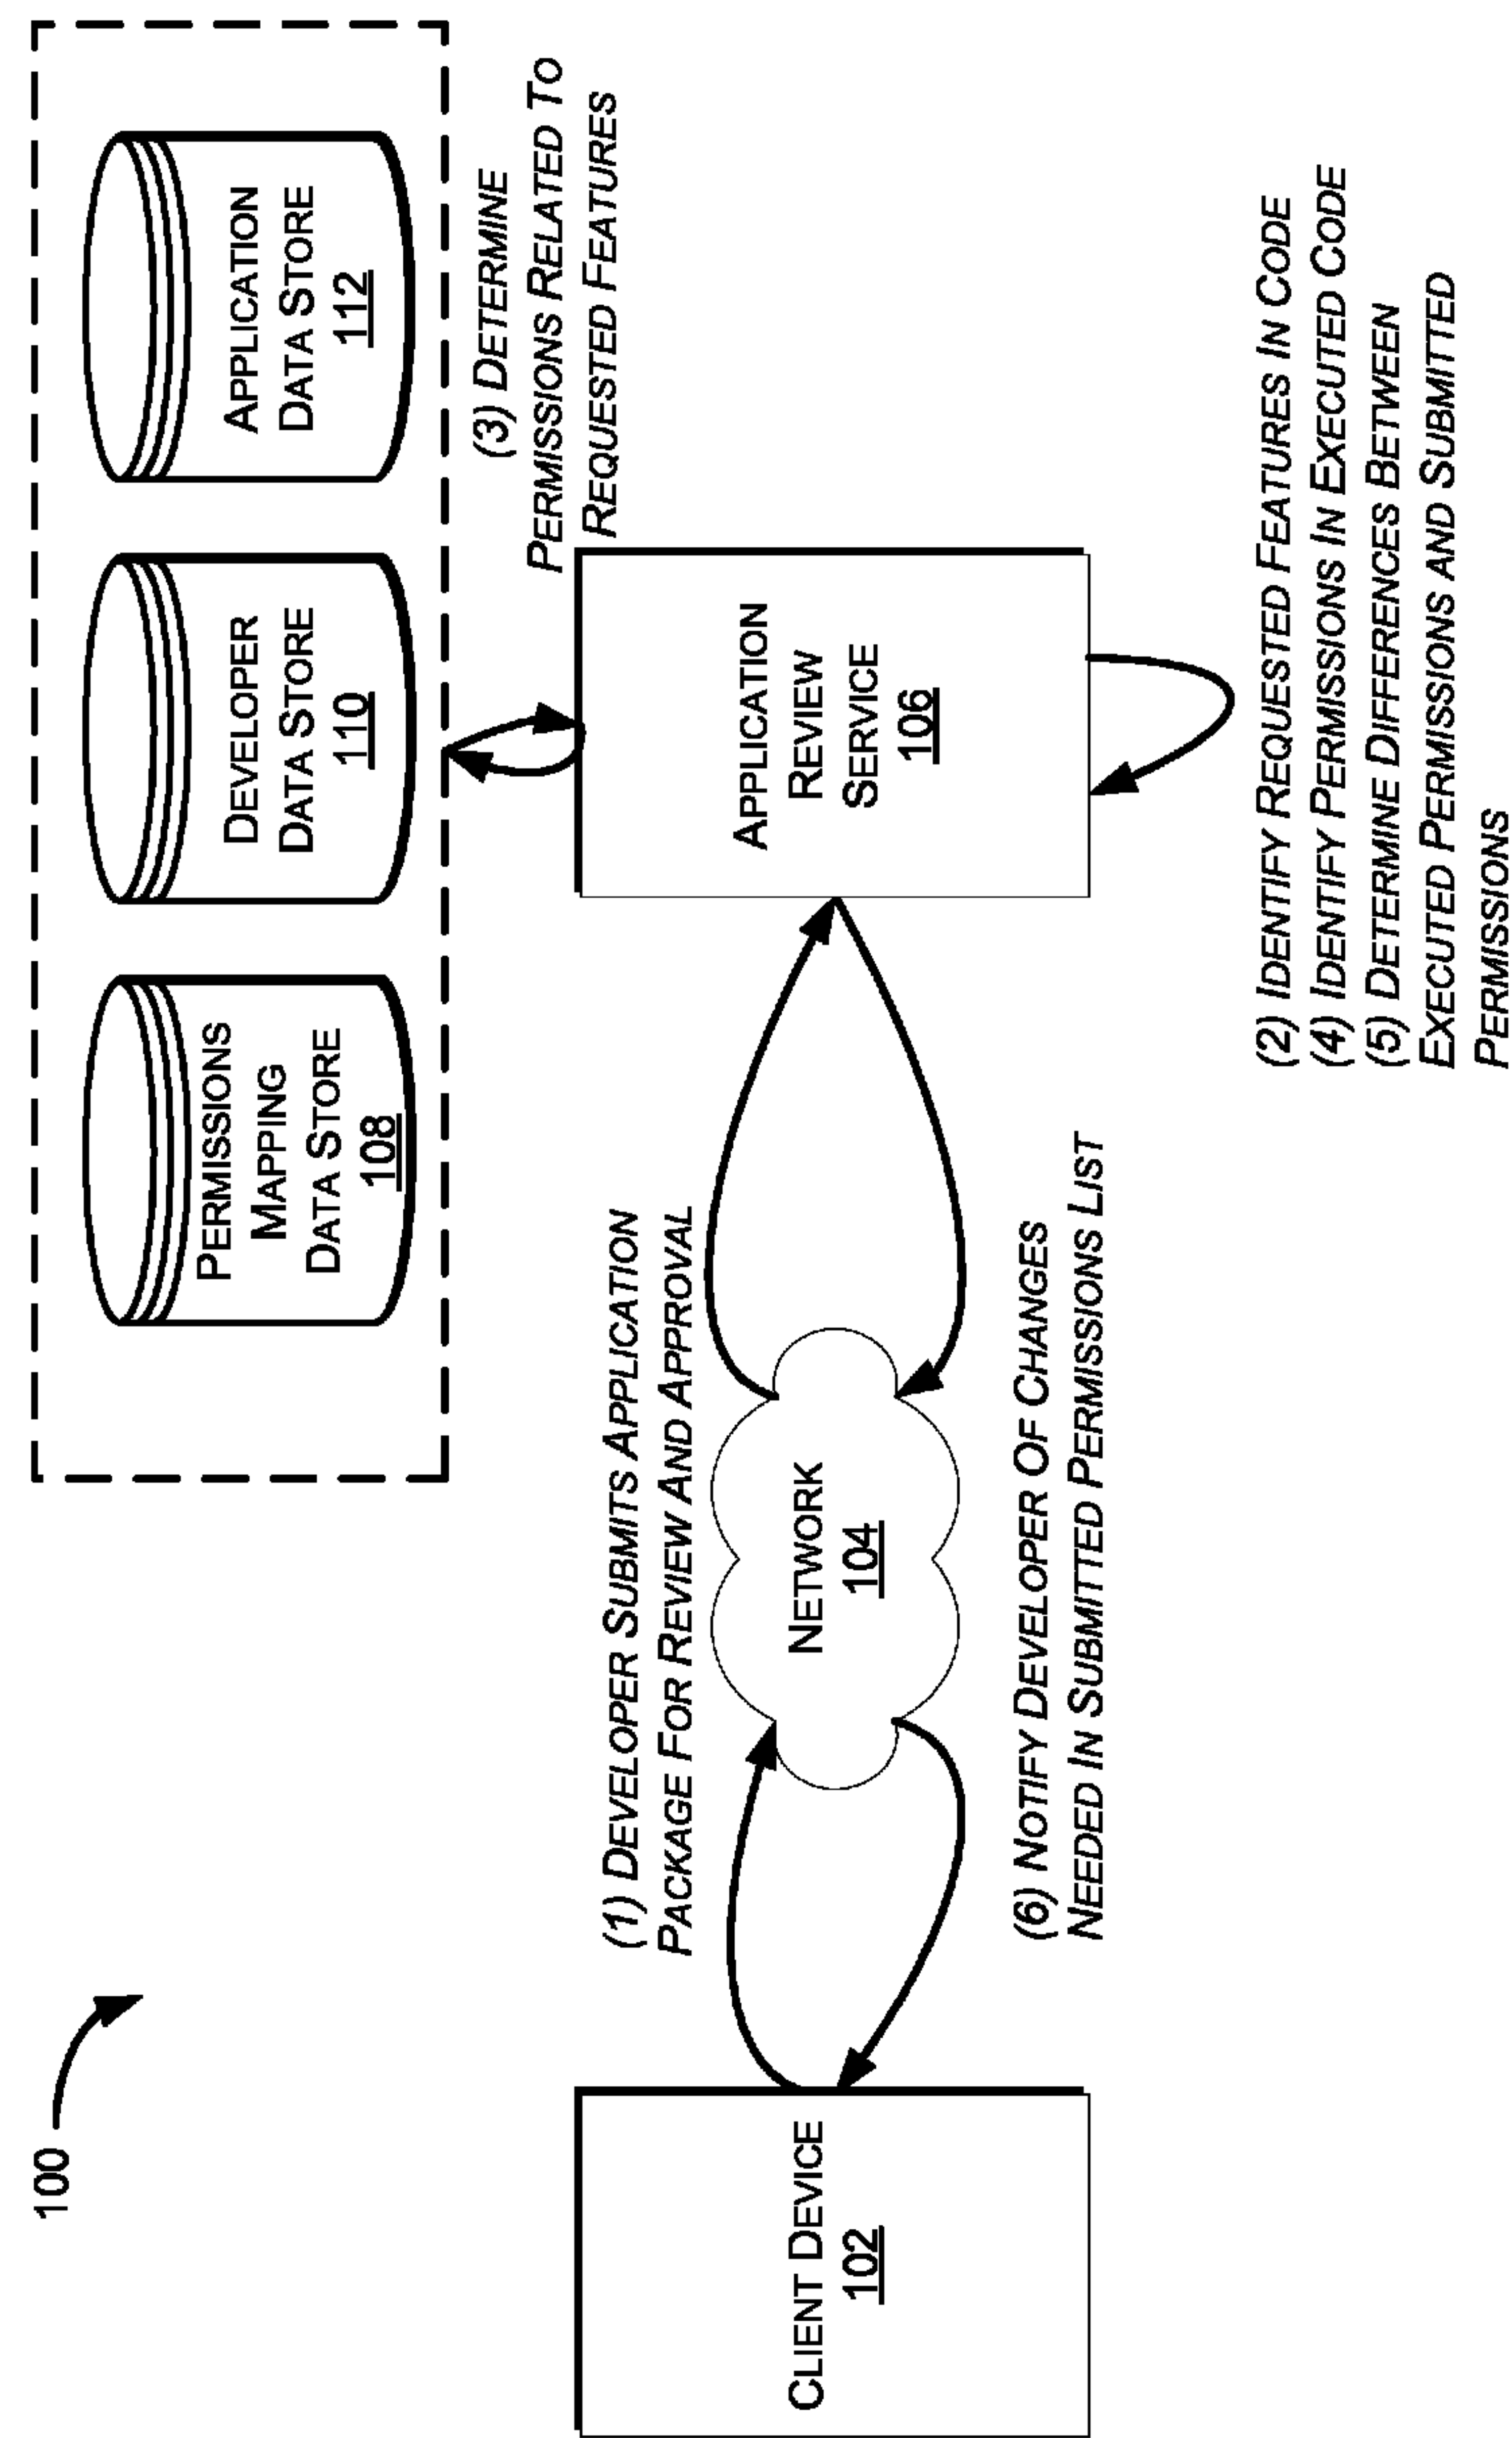 100
PERMISSIONS
MAPPING
DATA STORE
108
DEVELOPER
DATA STORE
110
APPLICATION
DATA STORE
112
(3) DETERMINE
PERMISSIONS RELATED TO
REQUESTED FEATURES
(1) DEVELOPER SUBMITS APPLICATION
PACKAGE FOR REVIEW AND APPROVAL
CLIENT DEVICE
102
NETWORK
104
APPLICATION
REVIEW
SERVICE
106
(6) NOTIFY DEVELOPER OF CHANGES
NEEDED IN SUBMITTED PERMISSIONS LIST
(2) IDENTIFY REQUESTED FEATURES IN CODE
(4) IDENTIFY PERMISSIONS IN EXECUTED CODE
(5) DETERMINE DIFFERENCES BETWEEN
EXECUTED PERMISSIONS AND SUBMITTED
PERMISSIONS